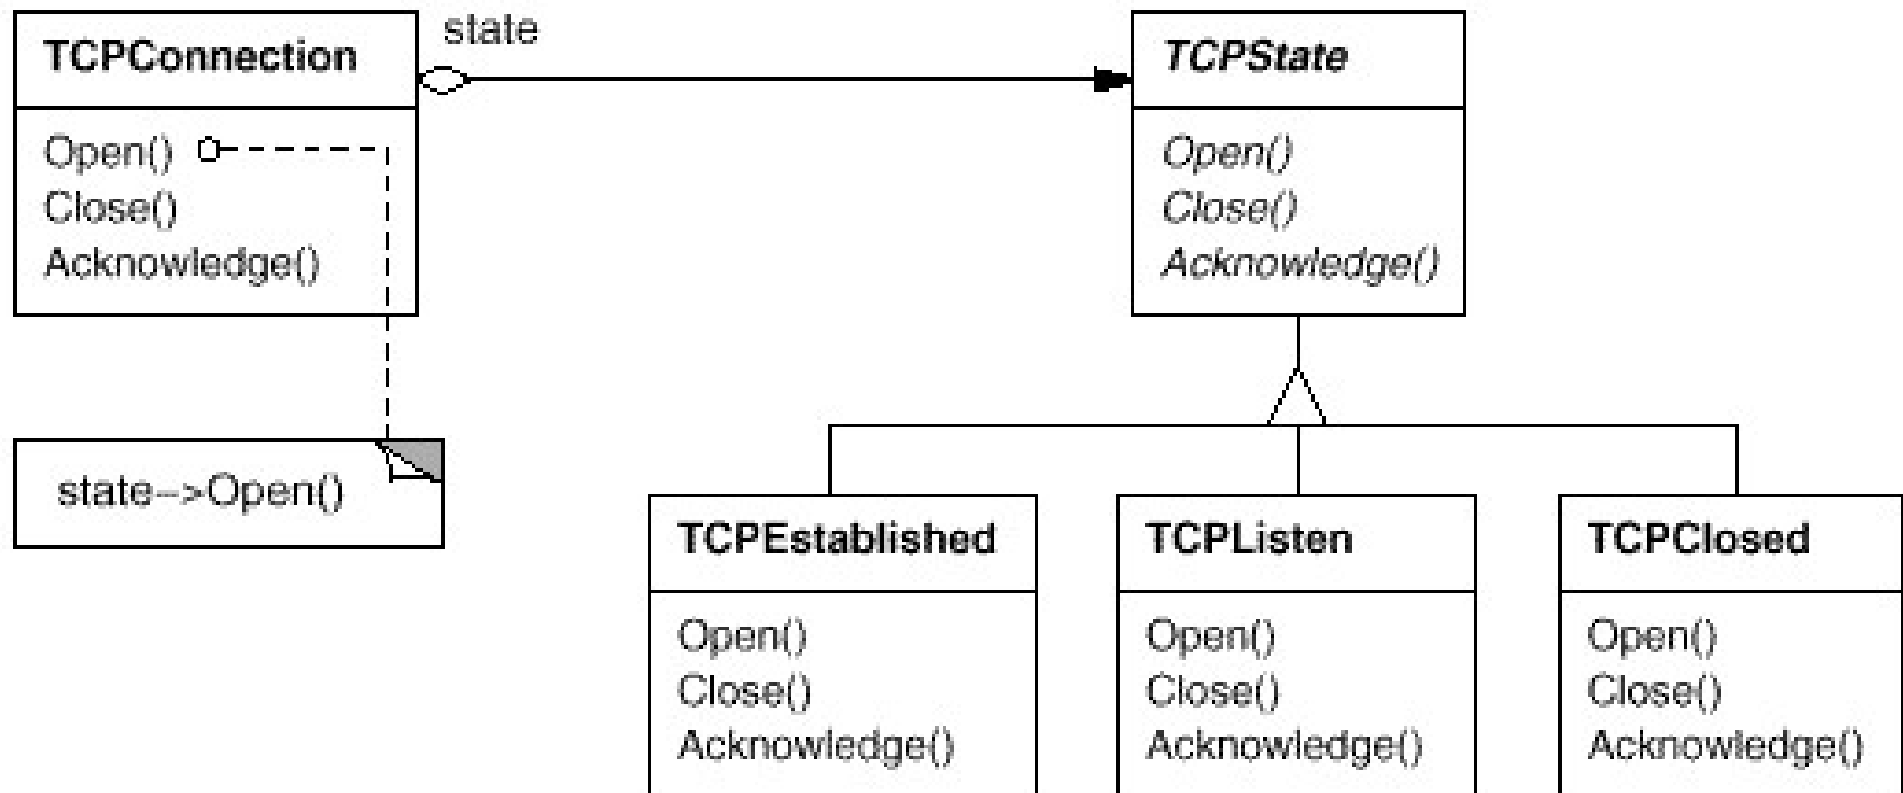 TCPConnection
Open()
Close()
Acknowledge()
state
TCPState
Open()
Close()
Acknowledge()
state-->Open()
TCPEstablished
Open()
Close()
Acknowledge()
TCPListen
Open()
Close()
Acknowledge()
TCPClosed
Open()
Close()
Acknowledge()